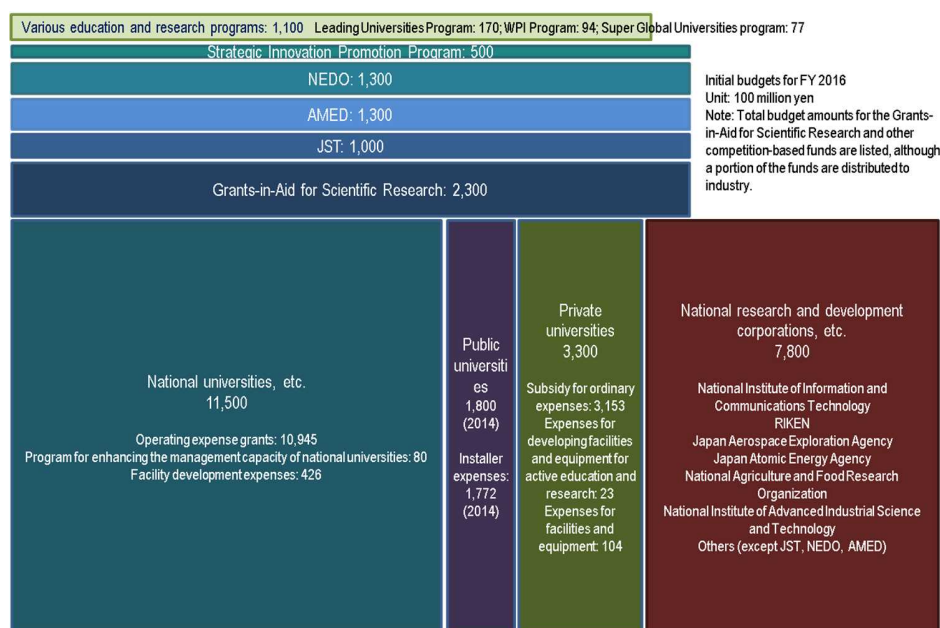 Various education and research programs: 1,100 Leading Universities Program: 170; WPI Program: 94; Super Global Universities program: 77
Strategic Innovation Promotion Program: 500
NEDO: 1,300
AMED: 1,300
JST: 1,000
Grants-in-Aid for Scientific Research: 2,300
Initial budgets for FY 2016
Unit: 100 million yen
Note: Total budget amounts for the Grants-
in-Aid for Scientific Research and other
competition-based funds are listed, although
a portion of the funds are distributed to
industry.
National universities, etc.
11,500
Operating expense grants: 10,945
Program for enhancing the management capacity of national universities: 80
Facility development expenses: 426
Public
universiti
es
1,800
(2014)
Installer
expenses:
1,772
(2014)
Private
universities
3,300
Subsidy for ordinary
expenses: 3,153
Expenses for
developing facilities
and equipment for
active education and
research: 23
Expenses for
facilities and
equipment: 104
National research and development
corporations, etc.
7,800
National Institute of Information and
Communications Technology
RIKEN
Japan Aerospace Exploration Agency
Japan Atomic Energy Agency
National Agriculture and Food Research
Organization
National Institute of Advanced Industrial Science
and Technology
Others (except JST, NEDO, AMED)